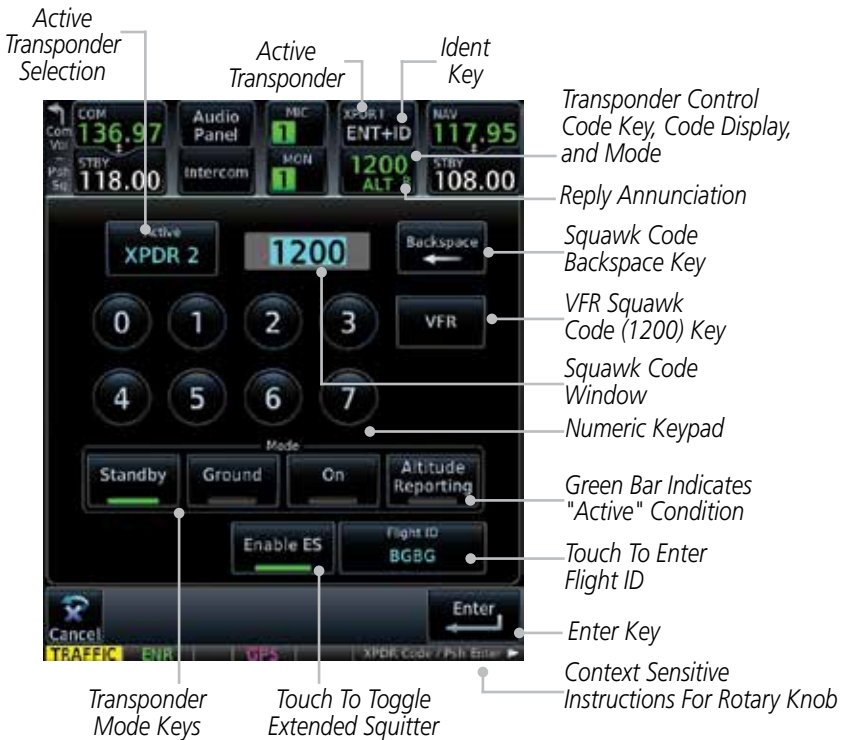 Active
Transponder
Selection
Active
Transponder
Ident
Key
Transponder Control
Code Key, Code Display,
and Mode
Reply Annunciation
Squawk Code
Backspace Key
VFR Squawk
Code (1200) Key
Squawk Code
Window
Numeric Keypad
Green Bar Indicates
"Active" Condition
Touch To Enter
Flight ID
Enter Key
Context Sensitive
Instructions For Rotary Knob
Transponder
Mode Keys
Touch To Toggle
Extended Squitter
Com
Vol
Psh
Sq
COM
136.97
STBY
118.00
Audio
Panel
Intercom
MIC
1
MON
1
XPDR 1
ENT+ID
1200
ALT R
NAV
117.95
STBY
108.00
Active
XPDR 2
1200
Backspace
0 1 2 3
VFR
4 5 6 7
Mode
Standby
Ground
On
Altitude
Reporting
Enable ES
Flight ID
BGBG
Cancel
Enter
TRAFFIC ENR GPS XPDR Code / Psh Enter